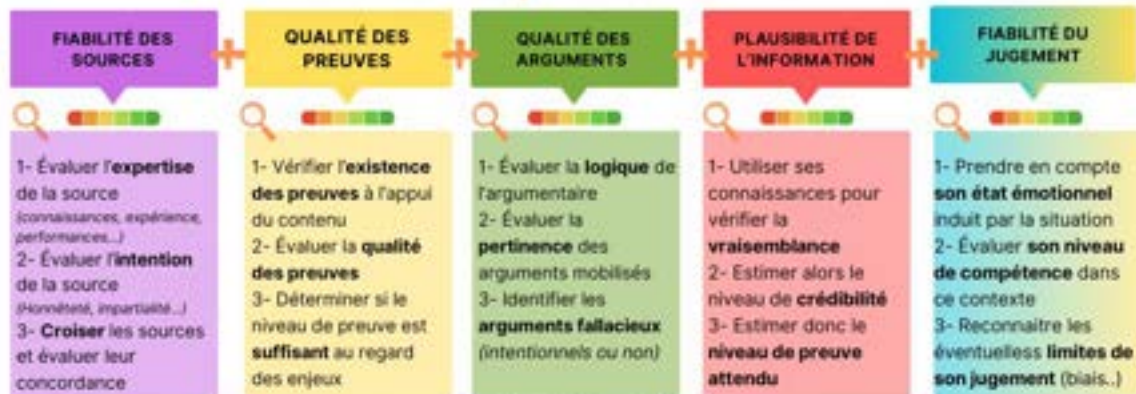 FIABILITÉ DES
SOURCES
1- Évaluer l'expertise
de la source
(connaissances, expérience,
performances...)
2- Évaluer l'intention
de la source
(Honnêteté, impartialité...)
3- Croiser les sources
et évaluer leur
concordance
+
QUALITÉ DES
PREUVES
1- Vérifier l'existence
des preuves à l'appui
du contenu
2- Évaluer la qualité
des preuves
3- Déterminer si le
niveau de preuve est
suffisant au regard
des enjeux
+
QUALITÉ DES
ARGUMENTS
1- Évaluer la logique de
l'argumentaire
2- Évaluer la
pertinence des
arguments mobilisés
3- Identifier les
arguments fallacieux
(intentionnels ou non)
+
PLAUSIBILITÉ DE
L'INFORMATION
1- Utiliser ses
connaissances pour
vérifier la
vraisemblance
2- Estimer alors le
niveau de crédibilité
3- Estimer donc le
niveau de preuve
attendu
+
FIABILITÉ DU
JUGEMENT
1- Prendre en compte
son état émotionnel
induit par la situation
2- Évaluer son niveau
de compétence dans
ce contexte
3- Reconnaitre les
éventuelless limites de
son jugement (biais..)